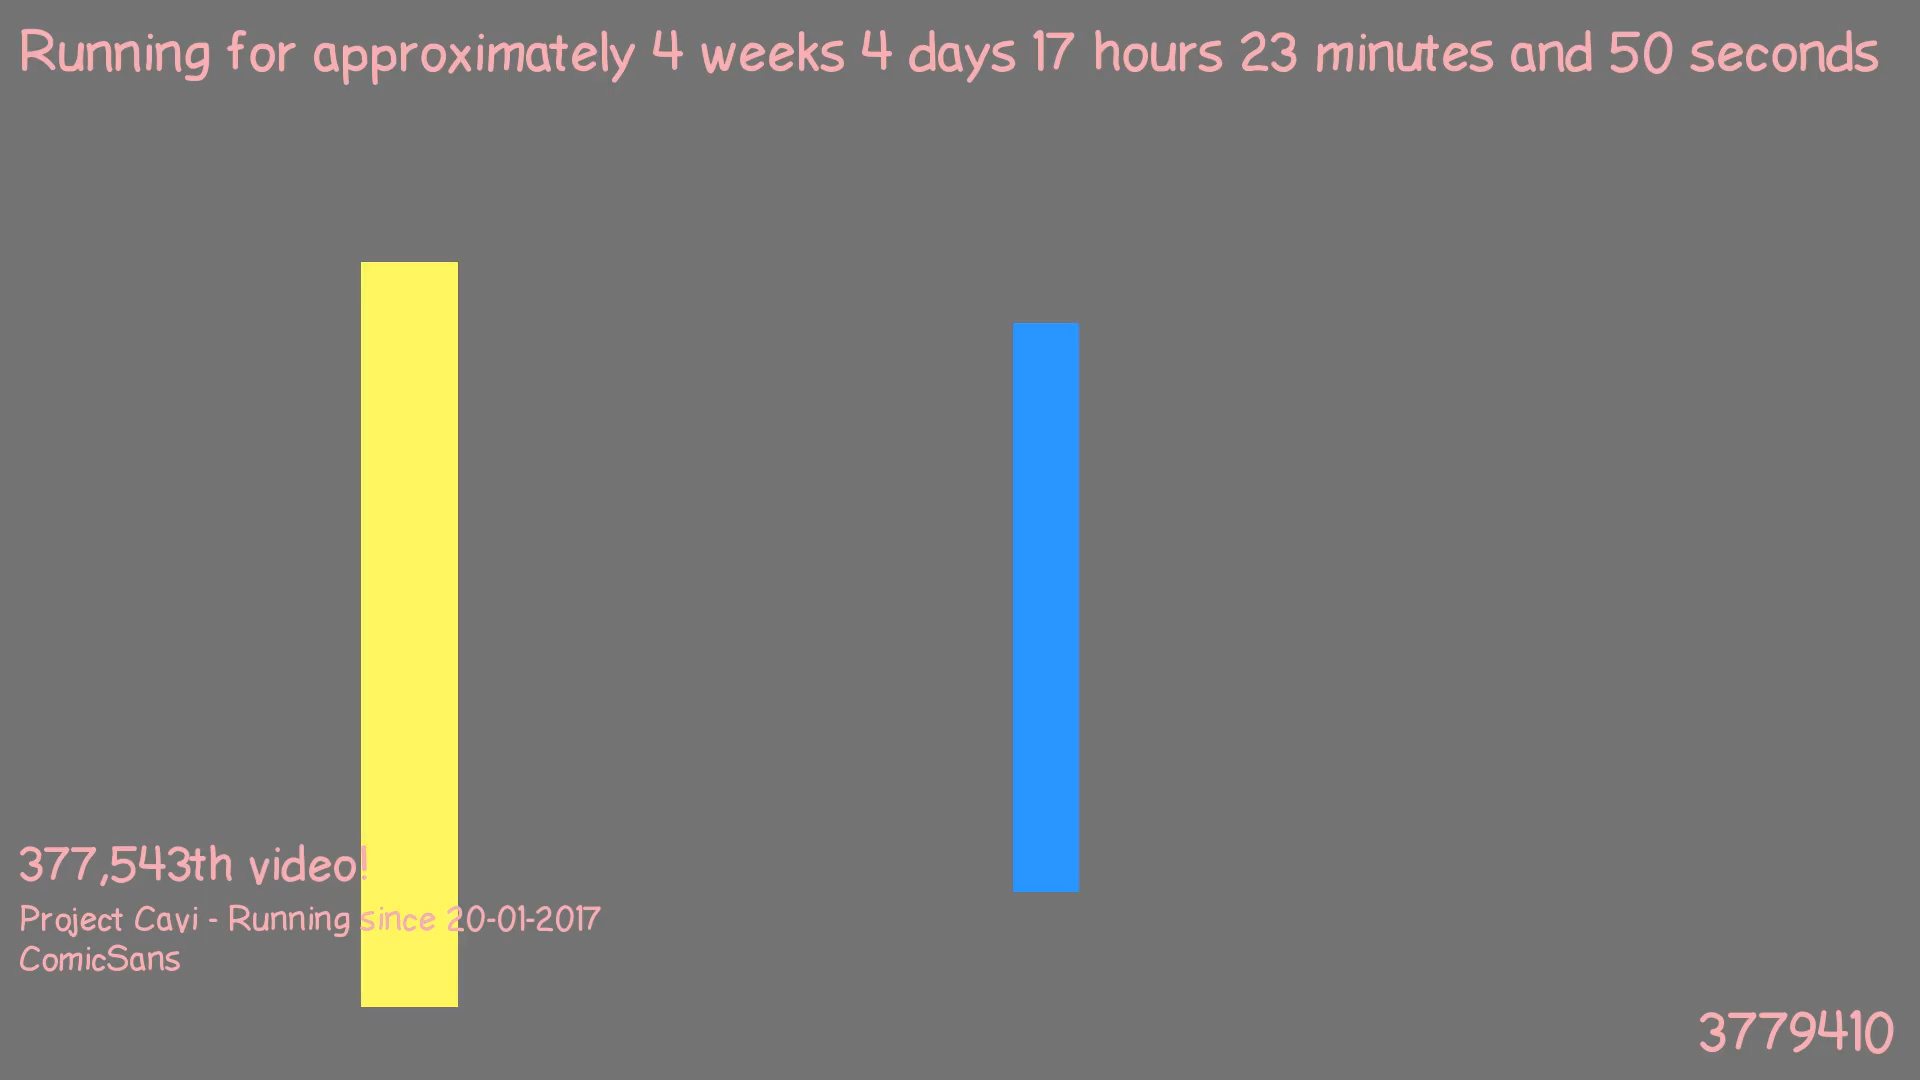 Running for approximately 4 weeks 4 days 17 hours 23 minutes and 50 seconds
377,543th video!
Project Cavi - Running since 20-01-2017
ComicSans
3779410